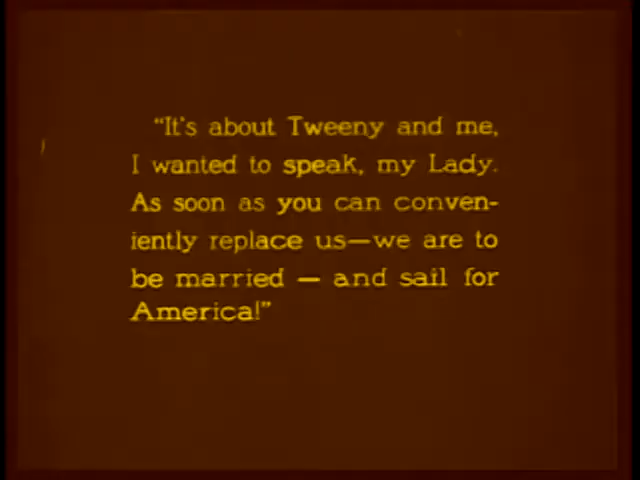 "It's about Tweeny and me,
I wanted to speak, my Lady.
As soon as you can conven-
iently replace us—we are to
be married — and sail for
America!"